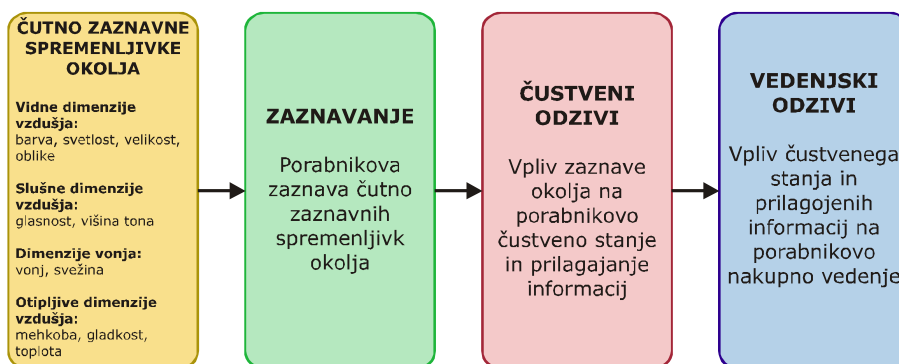 ČUTNO ZAZNAVNE
SPREMENLJIVKE
OKOLJA
Vidne dimenzije
vzdušja:
barva, svetlost, velikost,
oblike
Slušne dimenzije
vzdušja:
glasnost, višina tona
Dimenzije vonja:
vonj, svežina
Otipljive dimenzije
vzdušja:
mehkoba, gladkost,
toplota
ZAZNAVANJE
Porabnikova
zaznava čutno
zaznavnih
spremenljivk
okolja
ČUSTVENI
ODZIVI
Vpliv zaznave
okolja na
porabnikovo
čustveno stanje
in prilagajanje
informacij
VEDENJSKI
ODZIVI
Vpliv čustvenega
stanja in
prilagojenih
informacij na
porabnikovo
nakupno vedenje